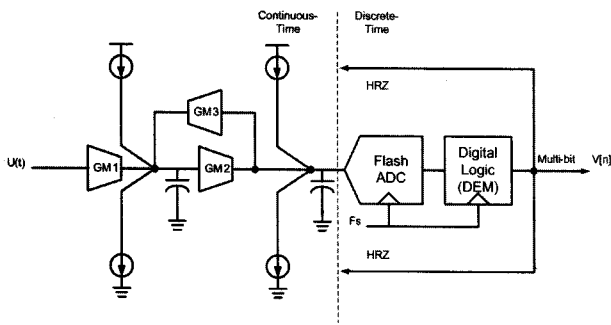 Continuous-
Time
Discrete-
Time
HRZ
GM3
U(t)
GM1
GM2
Flash
ADC
Digital
Logic
(DEM)
Multi-bit
V[n]
Fs
HRZ